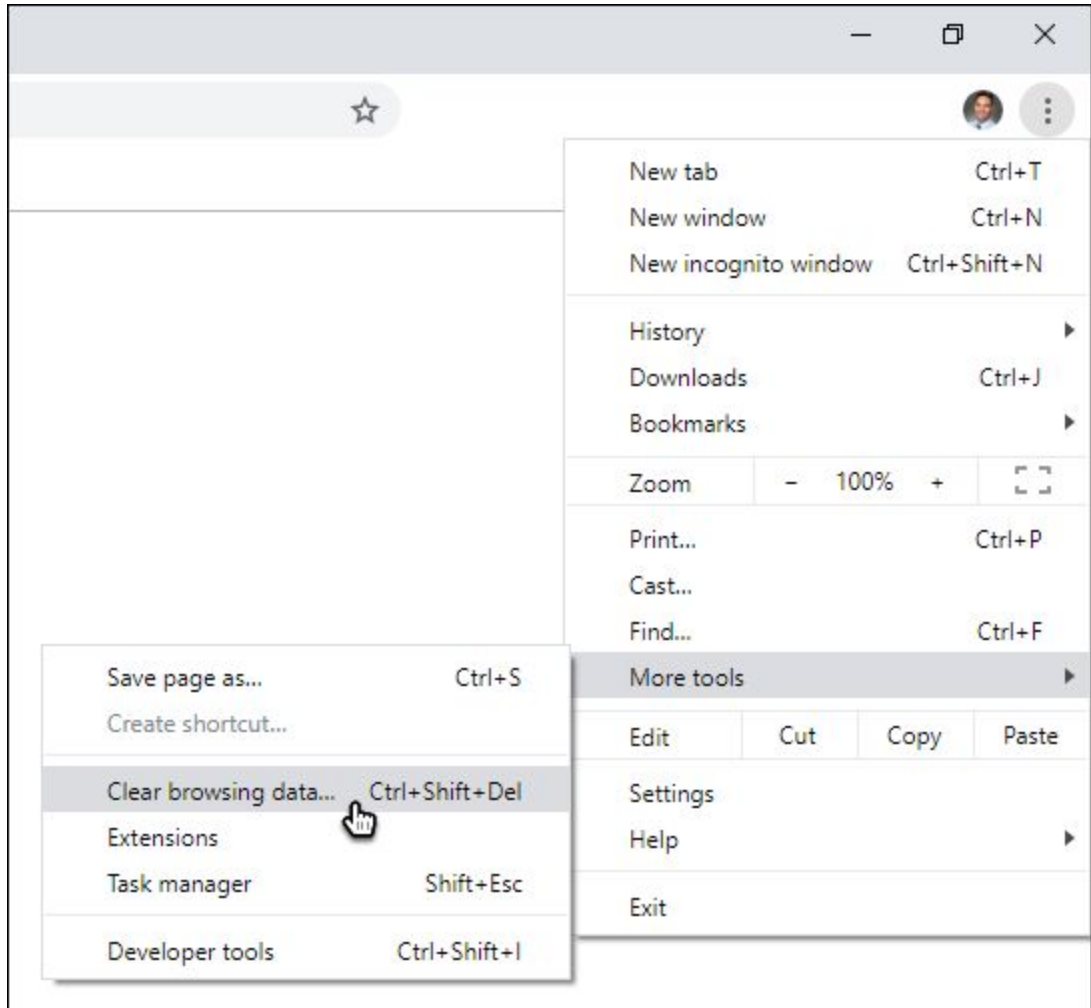 New tab Ctrl+T
New window Ctrl+N
New incognito window Ctrl+Shift+N
History
Downloads Ctrl+J
Bookmarks
Zoom - 100% +
Print... Ctrl+P
Cast...
Find... Ctrl+F
More tools
Edit Cut Copy Paste
Settings
Help
Exit
Save page as... Ctrl+S
Create shortcut...
Clear browsing data... Ctrl+Shift+Del
Extensions
Task manager Shift+Esc
Developer tools Ctrl+Shift+I